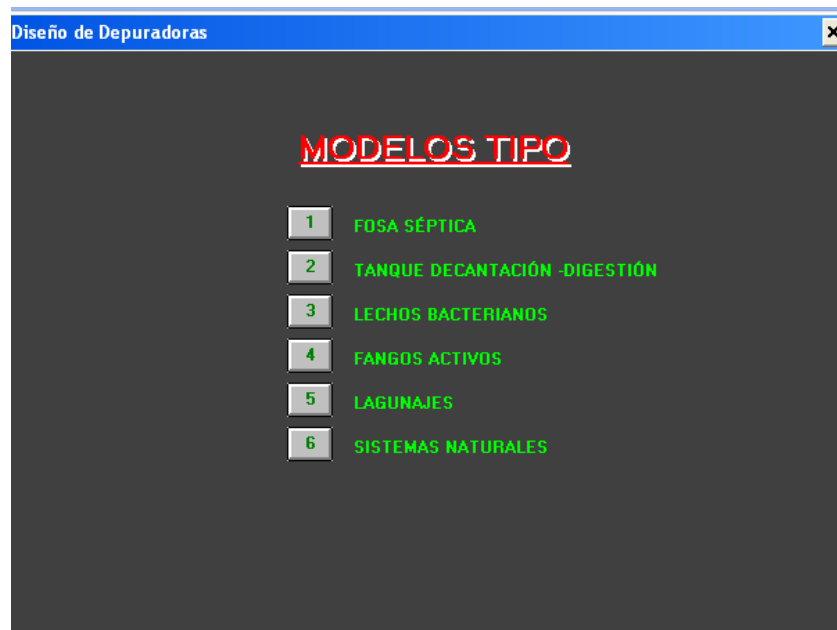 Diseño de Depuradoras
MODELOS TIPO
1 FOSA SÉPTICA
2 TANQUE DECANTACIÓN -DIGESTIÓN
3 LECHOS BACTERIANOS
4 FANGOS ACTIVOS
5 LAGUNAJES
6 SISTEMAS NATURALES